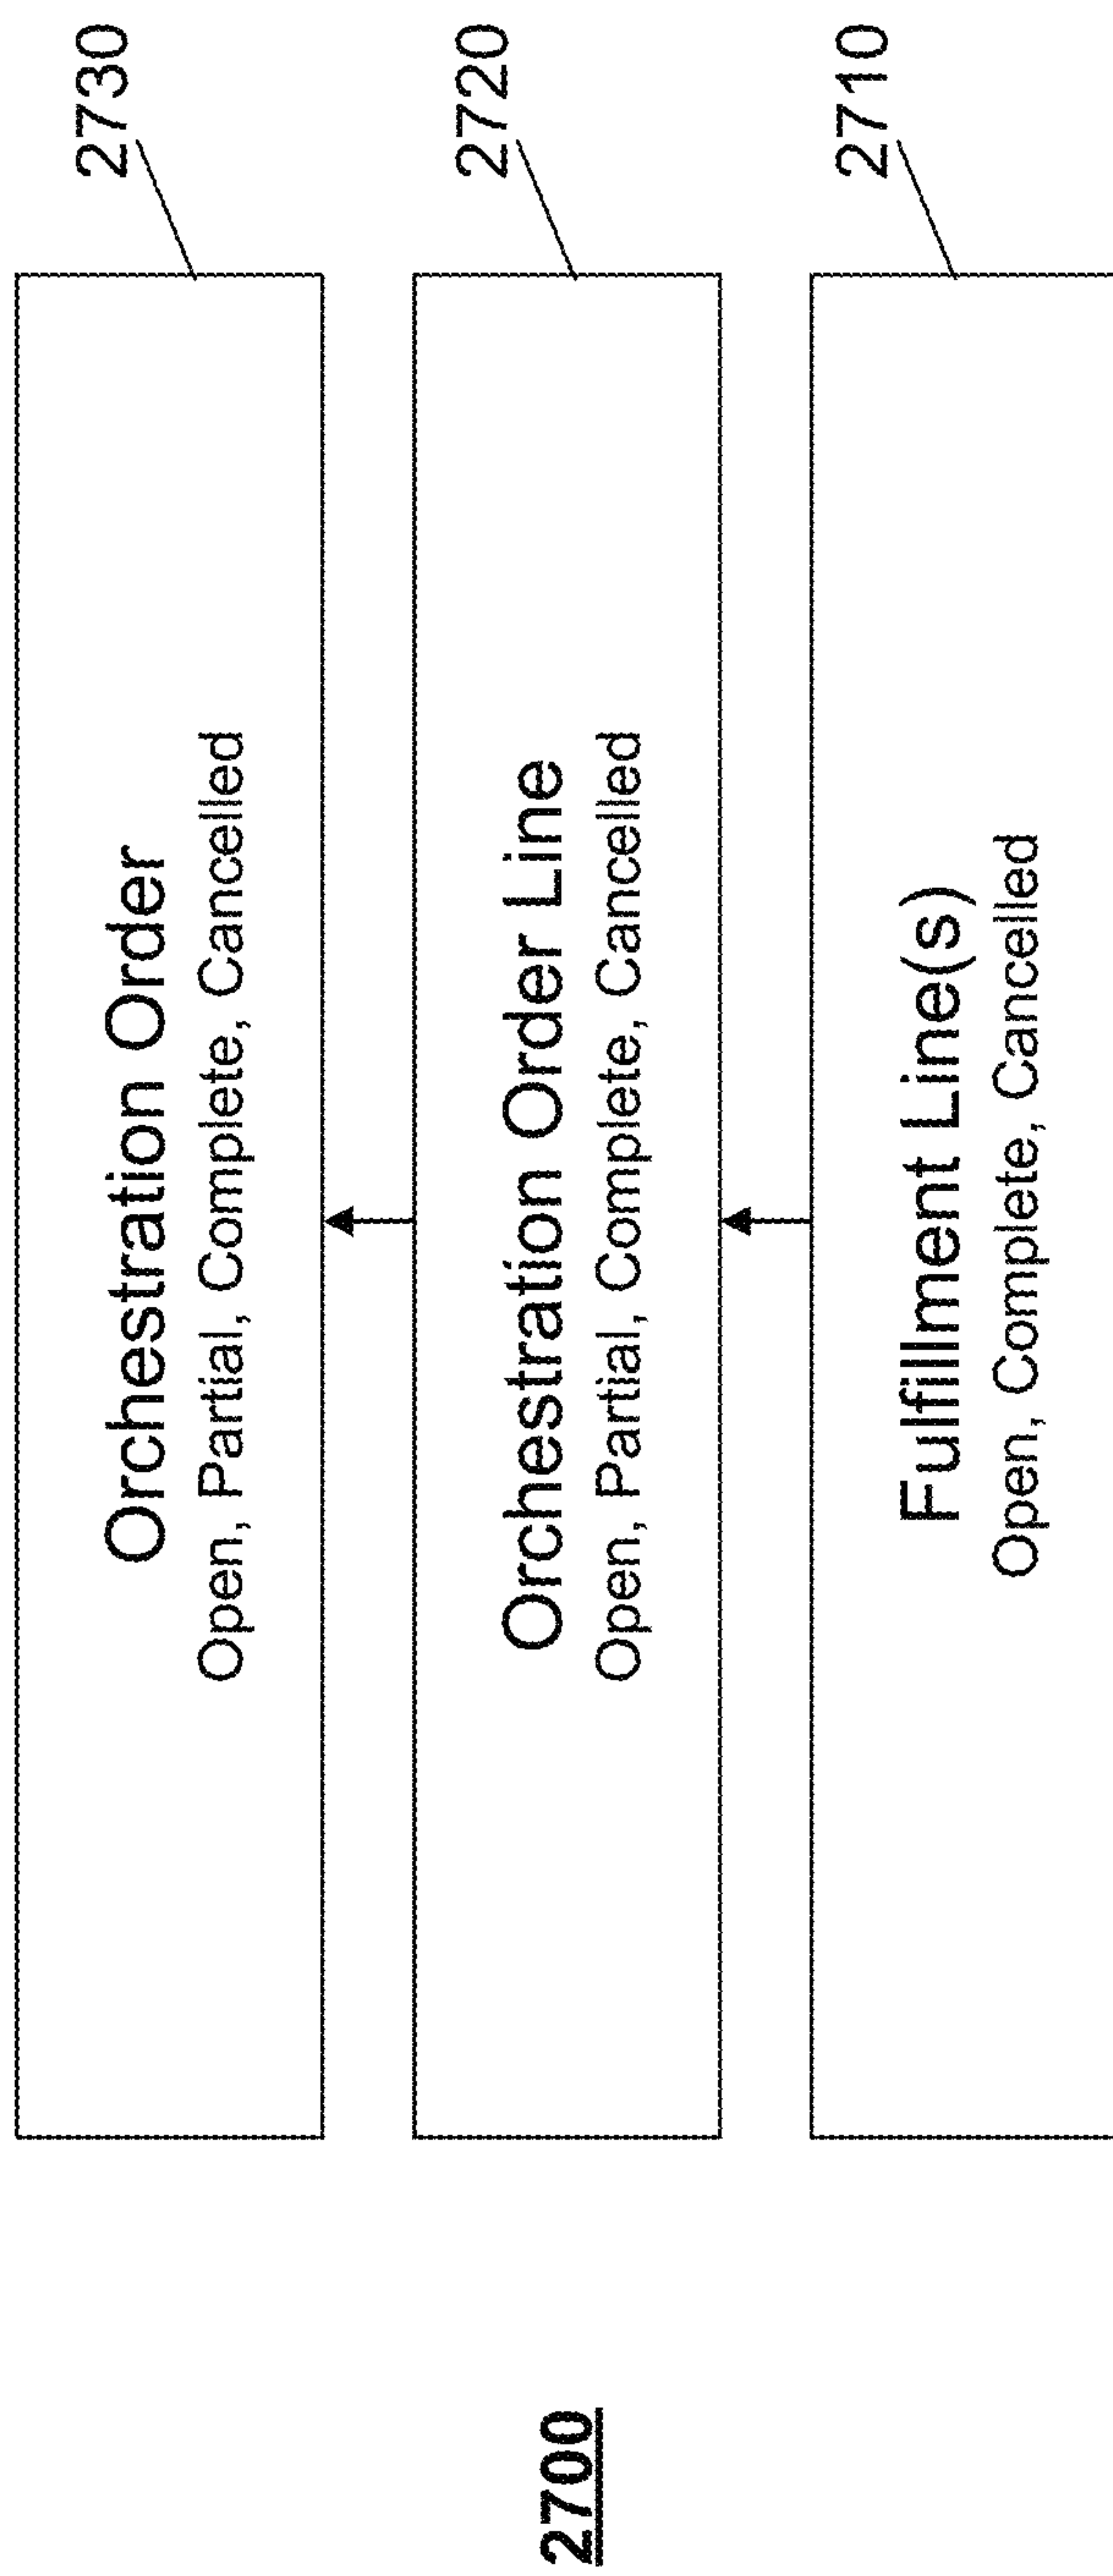 2700
Orchestration Order
Open, Partial, Complete, Cancelled
2730
Orchestration Order Line
Open, Partial, Complete, Cancelled
2720
Fulfillment Line(s)
Open, Complete, Cancelled
2710